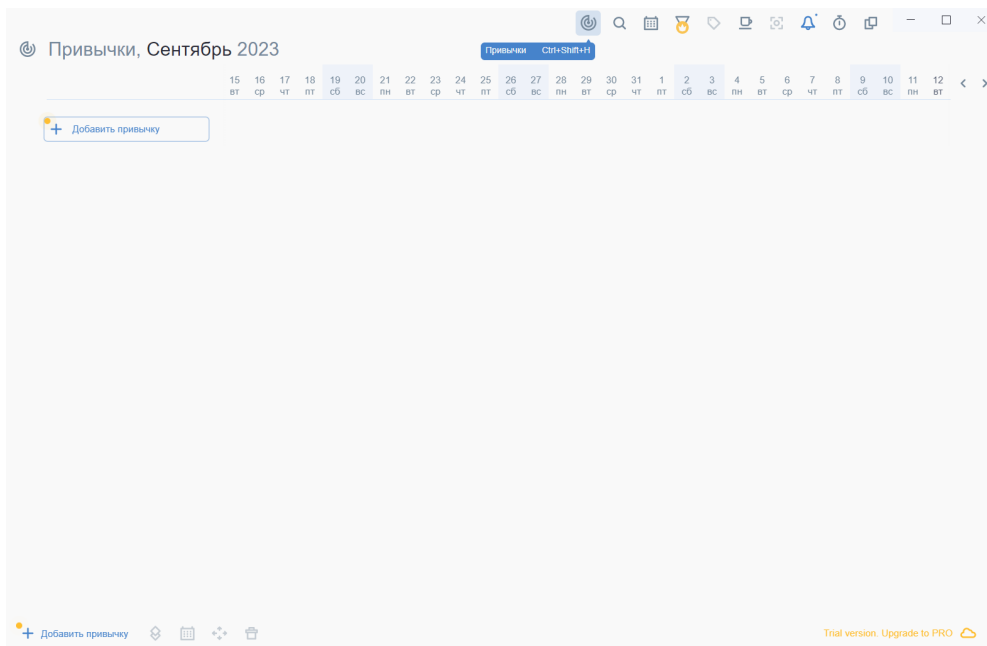 Привычки, Сентябрь 2023
Привычки Ctrl+Shift+H
15 16 17 18 19 20 21 22 23 24 25 26 27 28 29 30 31 1 2 3 4 5 6 7 8 9 10 11 12
вт ср чт пт сб вс пн вт ср чт пт сб вс пн вт ср чт пт сб вс пн вт ср чт пт сб вс пн вт
Добавить привычку
Добавить привычку
Trial version. Upgrade to PRO